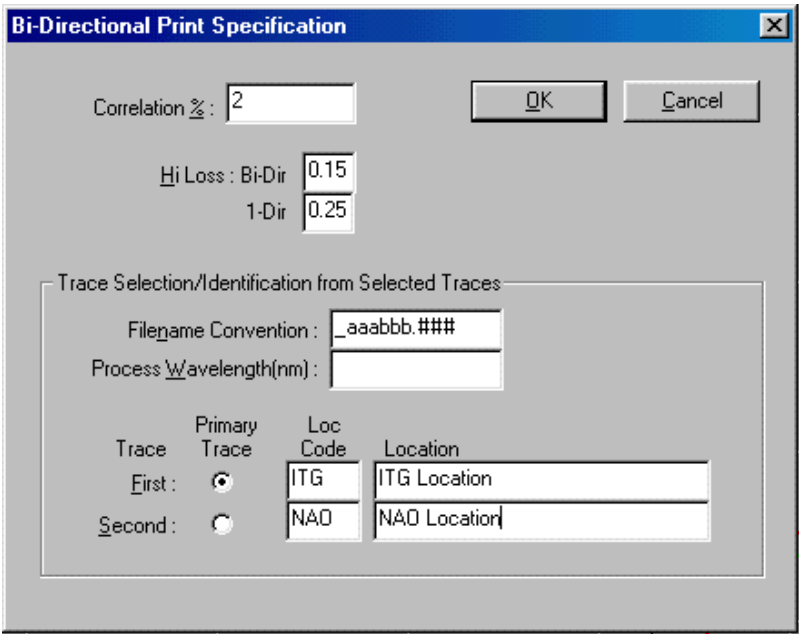 Bi-Directional Print Specification
Correlation %: 2
OK
Cancel
Hi Loss : Bi-Dir 0.15
1-Dir 0.25
Trace Selection/Identification from Selected Traces
Filename Convention : _aaabbb.###
Process Wavelength(nm) :
Primary Loc
Trace Trace Code Location
First : ITG ITG Location
Second : NAO NAO Location